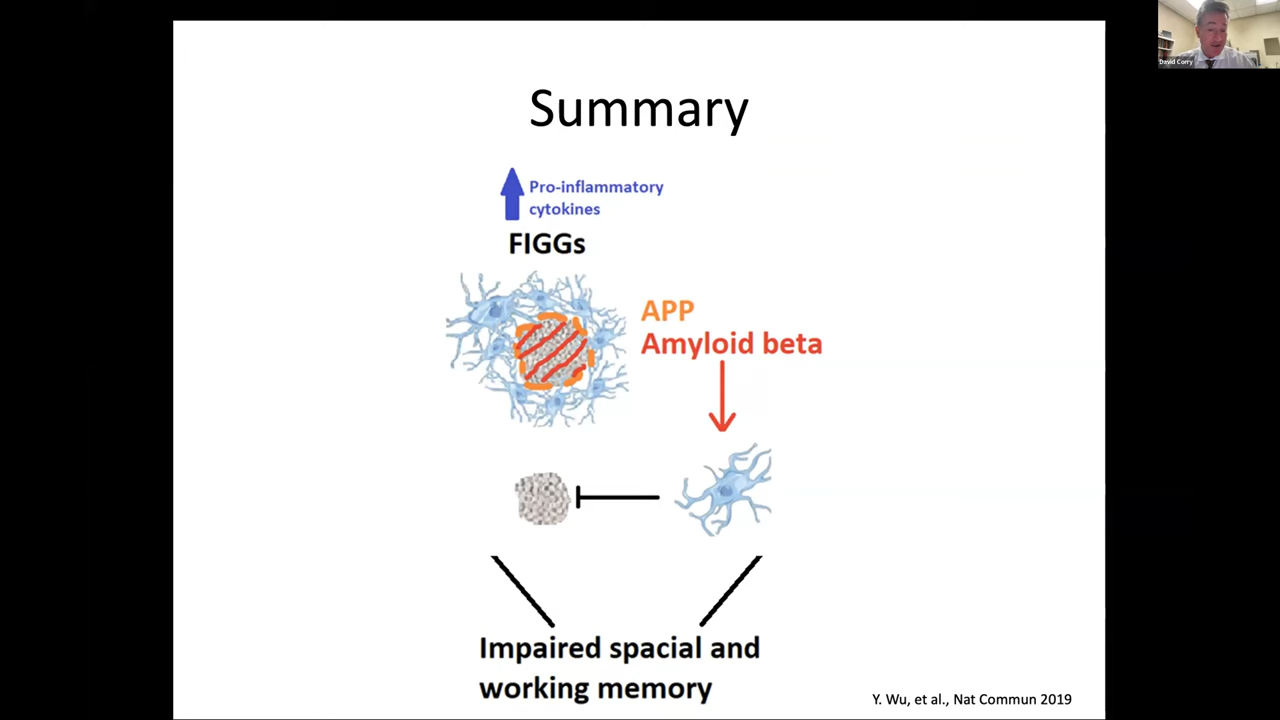 David Corry
Summary
Pro-inflammatory
cytokines
FIGGs
APP
Amyloid beta
Impaired spacial and
working memory
Y. Wu, et al., Nat Commun 2019